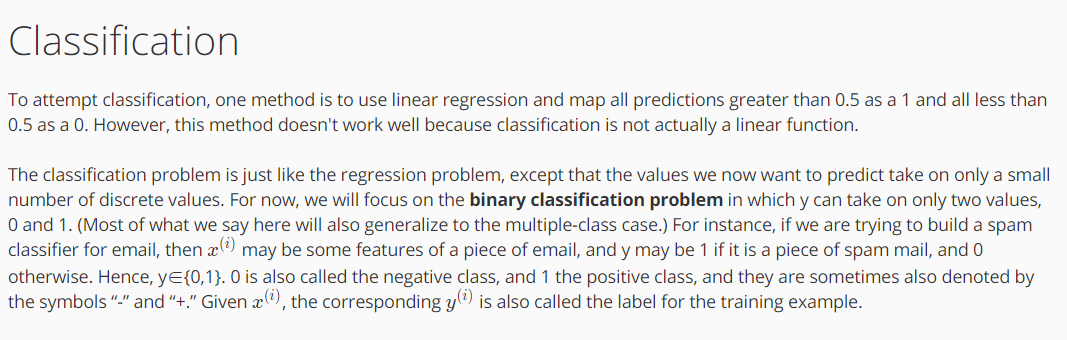 Classification
To attempt classification, one method is to use linear regression and map all predictions greater than 0.5 as a 1 and all less than
0.5 as a 0. However, this method doesn't work well because classification is not actually a linear function.
The classification problem is just like the regression problem, except that the values we now want to predict take on only a small
number of discrete values. For now, we will focus on the binary classification problem in which y can take on only two values,
0 and 1. (Most of what we say here will also generalize to the multiple-class case.) For instance, if we are trying to build a spam
classifier for email, then x^{(i)} may be some features of a piece of email, and y may be 1 if it is a piece of spam mail, and 0
otherwise. Hence, y∈{0,1}. 0 is also called the negative class, and 1 the positive class, and they are sometimes also denoted by
the symbols “-” and “+.” Given x^{(i)}, the corresponding y^{(i)} is also called the label for the training example.